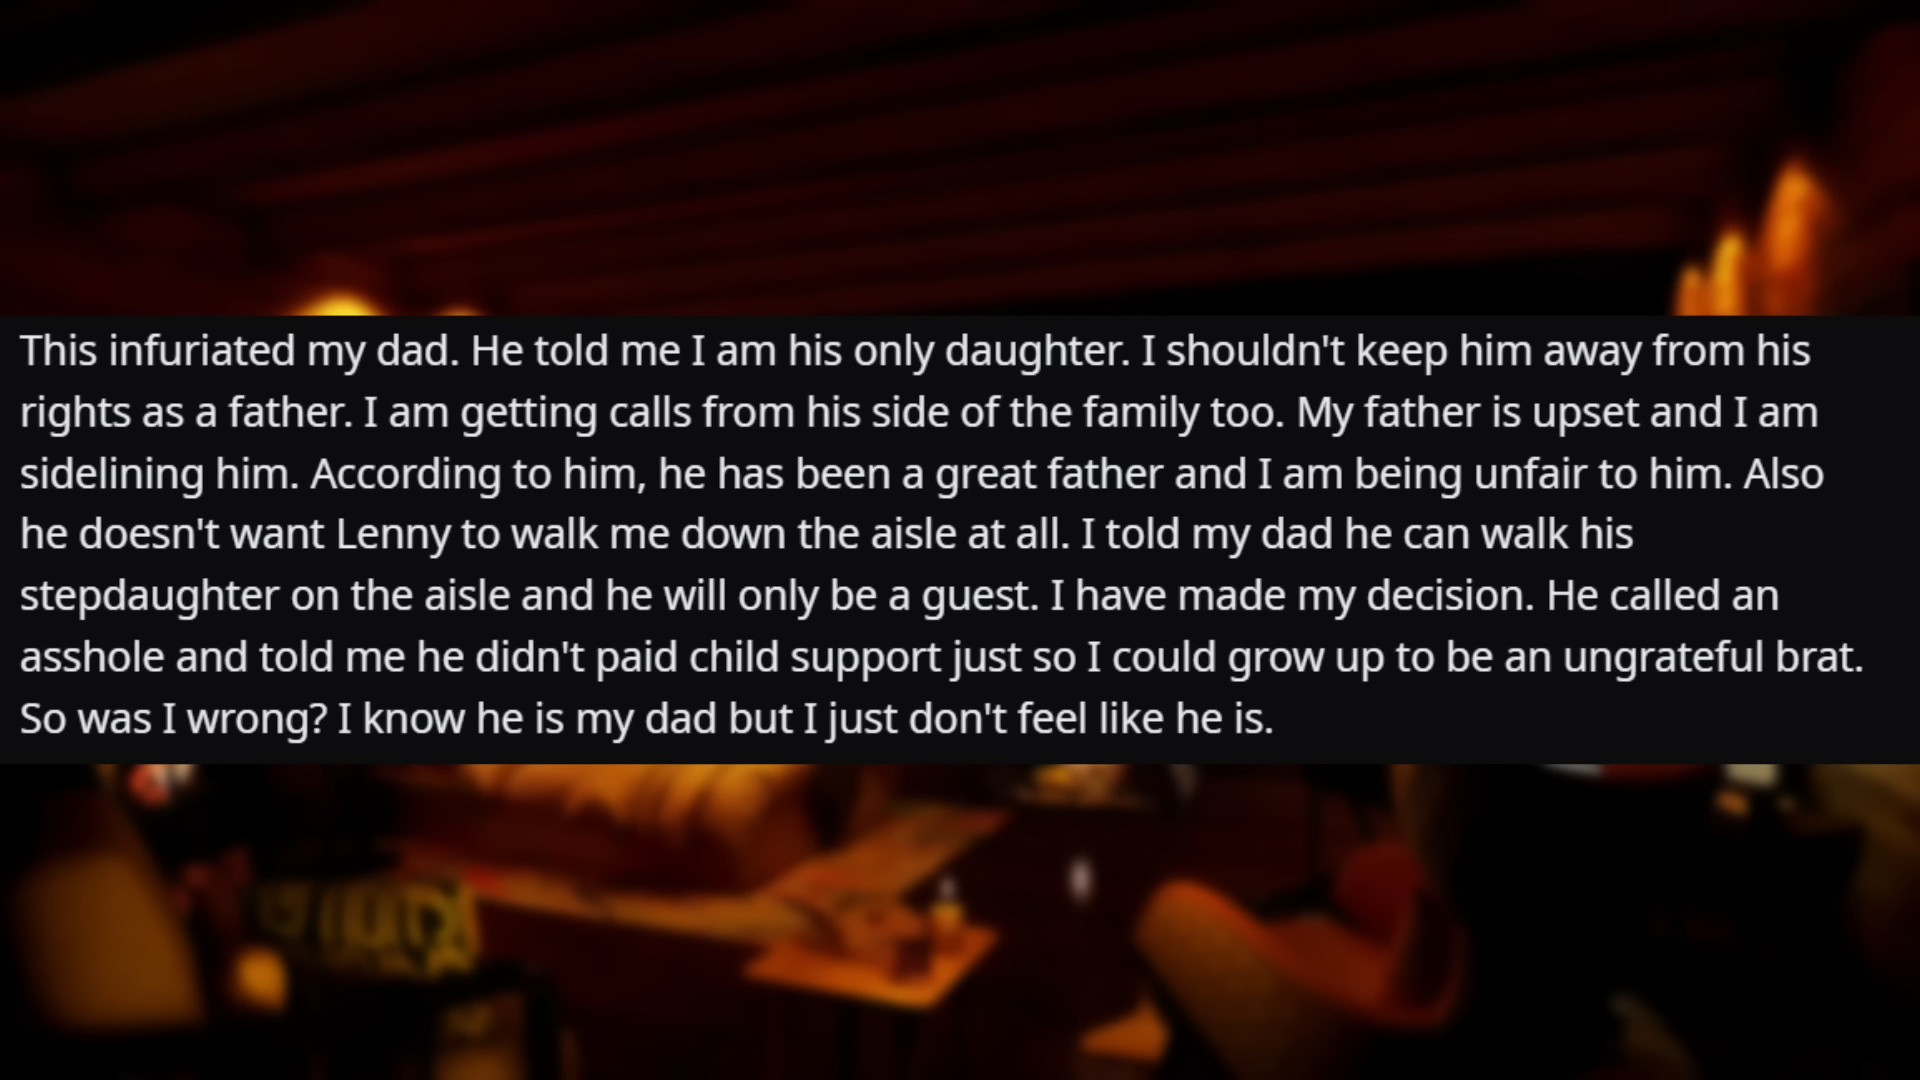 This infuriated my dad. He told me I am his only daughter. I shouldn't keep him away from his
rights as a father. I am getting calls from his side of the family too. My father is upset and I am
sidelining him. According to him, he has been a great father and I am being unfair to him. Also
he doesn't want Lenny to walk me down the aisle at all. I told my dad he can walk his
stepdaughter on the aisle and he will only be a guest. I have made my decision. He called an
asshole and told me he didn't paid child support just so I could grow up to be an ungrateful brat.
So was I wrong? I know he is my dad but I just don't feel like he is.